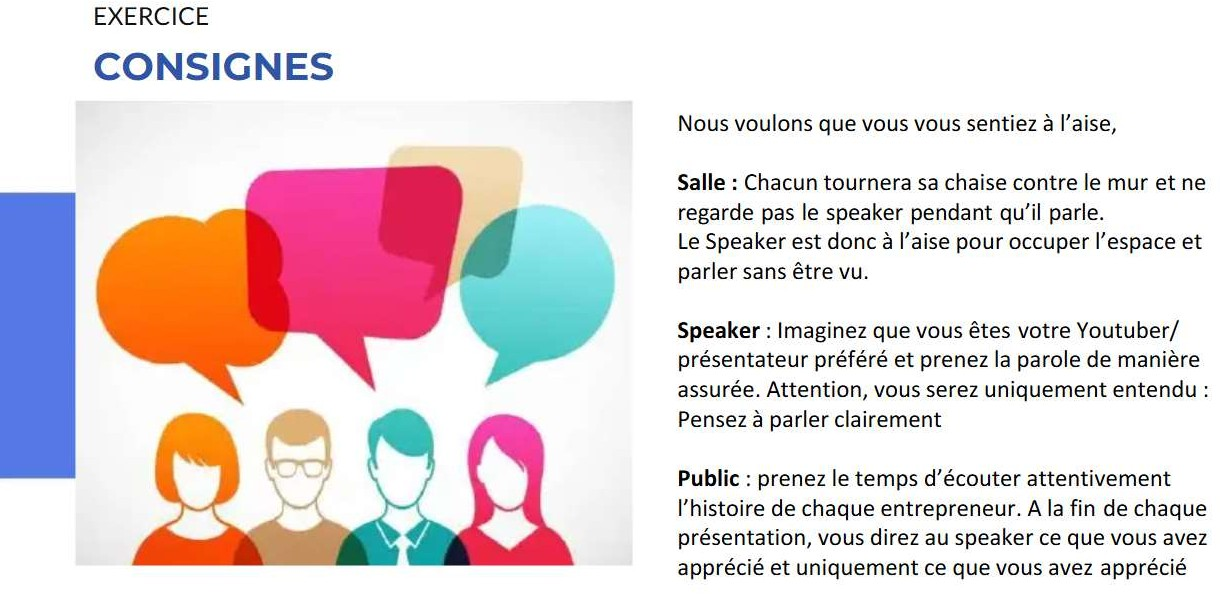 EXERCICE
CONSIGNES
Nous voulons que vous vous sentiez à l’aise,
Salle : Chacun tournera sa chaise contre le mur et ne
regarde pas le speaker pendant qu’il parle.
Le Speaker est donc à l’aise pour occuper l’espace et
parler sans être vu.
Speaker : Imaginez que vous êtes votre Youtuber/
présentateur préféré et prenez la parole de manière
assurée. Attention, vous serez uniquement entendu :
Pensez à parler clairement
Public : prenez le temps d’écouter attentivement
l’histoire de chaque entrepreneur. A la fin de chaque
présentation, vous direz au speaker ce que vous avez
apprécié et uniquement ce que vous avez apprécié